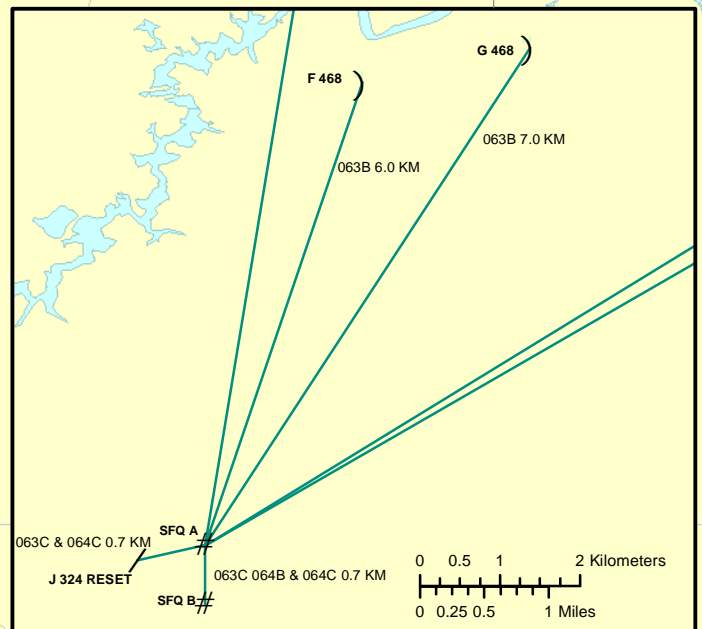 G 468
F 468
063B 7.0 KM
063B 6.0 KM
SFQ A
063C & 064C 0.7 KM
J 324 RESET
063C 064B & 064C 0.7 KM
SFQ B
0 0.5 1 2 Kilometers
0 0.25 0.5 1 Miles